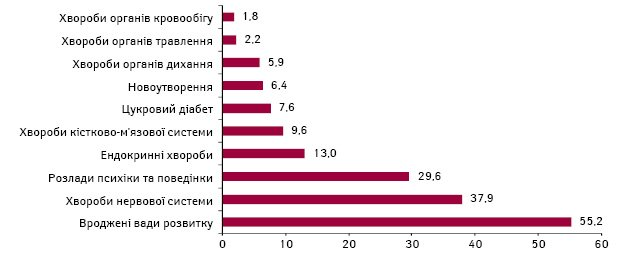 Хвороби органів кровообігу 1,8
Хвороби органів травлення 2,2
Хвороби органів дихання 5,9
Новоутворення 6,4
Цукровий діабет 7,6
Хвороби кістково-м'язової системи 9,6
Ендокринні хвороби 13,0
Розлади психіки та поведінки 29,6
Хвороби нервової системи 37,9
Вроджені вади розвитку 55,2
0 10 20 30 40 50 60